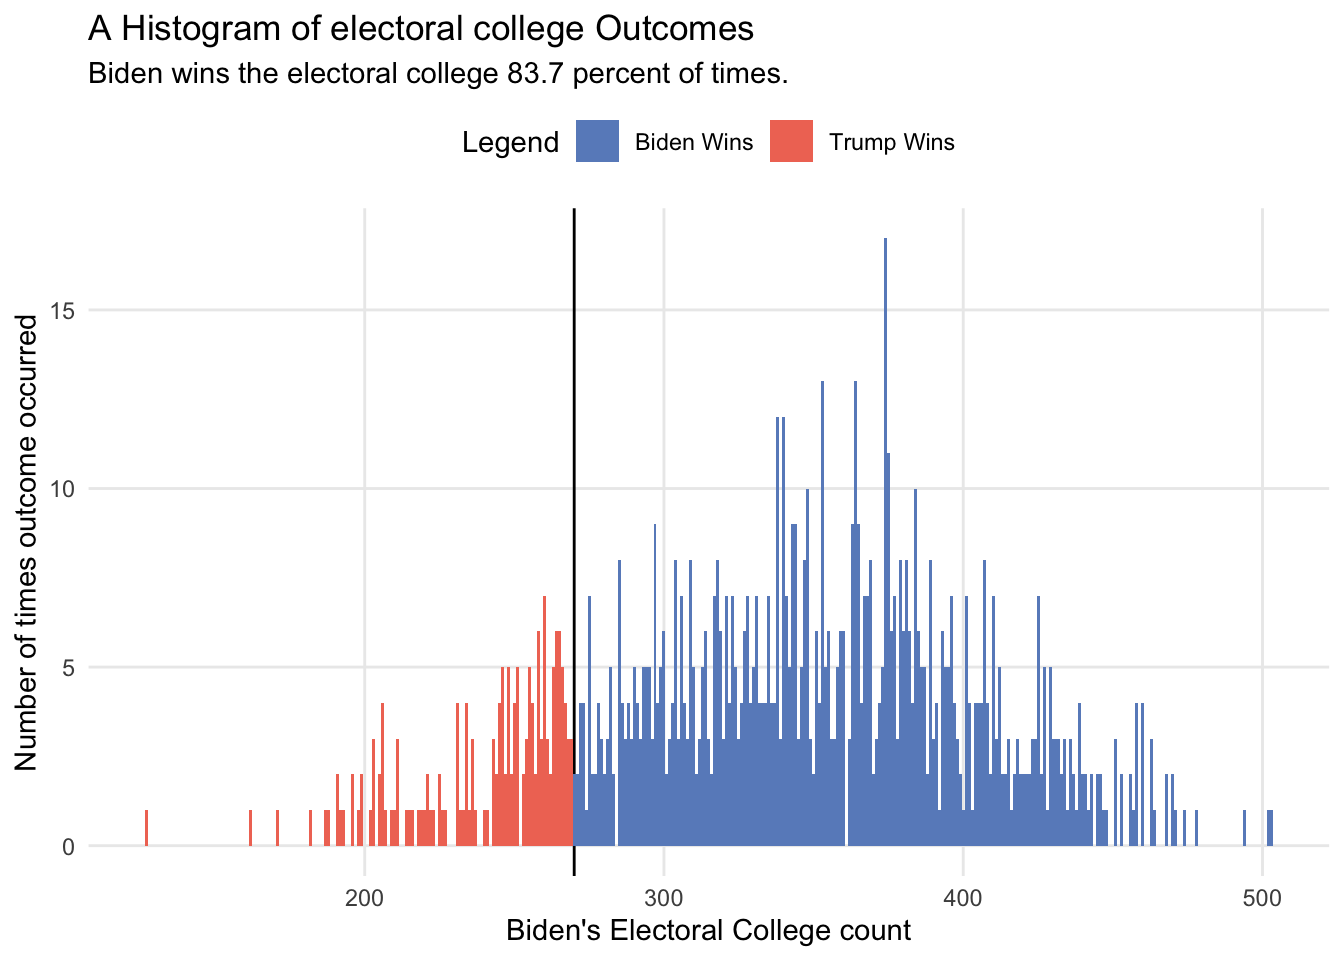 A Histogram of electoral college Outcomes
Biden wins the electoral college 83.7 percent of times.
Legend Biden Wins Trump Wins
Number of times outcome occurred
15
10
5
0
200 300 400 500
Biden's Electoral College count